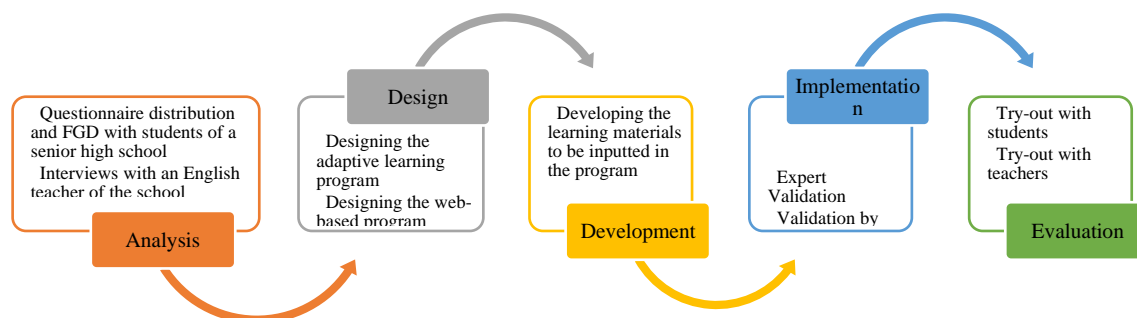 Questionnaire distribution
and FGD with students of a
senior high school
Interviews with an English
teacher of the school
Analysis
Design
Designing the
adaptive learning
program
Designing the web-
based program
Developing the
learning materials
to be inputted in
the program
Development
Implementatio
n
Expert
Validation
Validation by
Try-out with
students
Try-out with
teachers
Evaluation